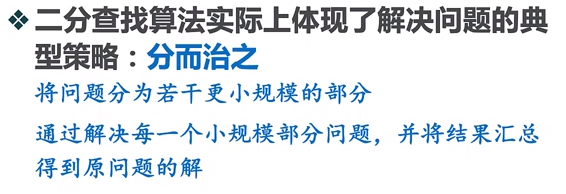 ❖二分查找算法实际上体现了解决问题的典
型策略：分而治之
将问题分为若干更小规模的部分
通过解决每一个小规模部分问题，并将结果汇总
得到原问题的解